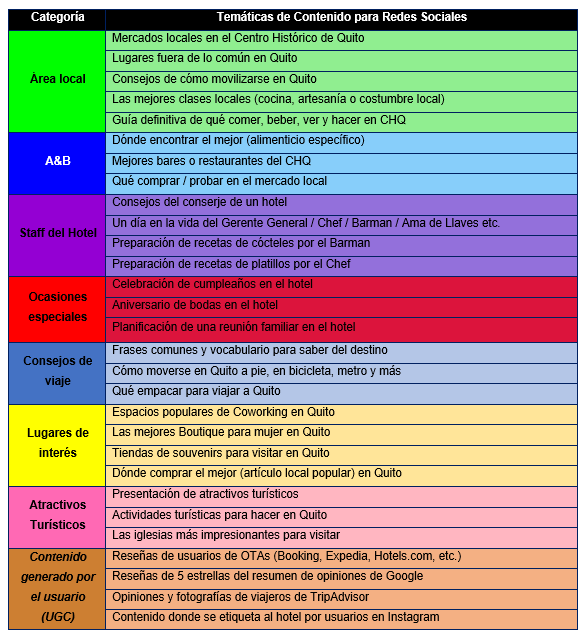 Categoría
Temáticas de Contenido para Redes Sociales
Área local
Mercados locales en el Centro Histórico de Quito
Lugares fuera de lo común en Quito
Consejos de cómo movilizarse en Quito
Las mejores clases locales (cocina, artesanía o costumbre local)
Guía definitiva de qué comer, beber, ver y hacer en CHQ
A&B
Dónde encontrar el mejor (alimenticio específico)
Mejores bares o restaurantes del CHQ
Qué comprar / probar en el mercado local
Staff del Hotel
Consejos del conserje de un hotel
Un día en la vida del Gerente General / Chef / Barman / Ama de Llaves etc.
Preparación de recetas de cócteles por el Barman
Preparación de recetas de platillos por el Chef
Ocasiones
especiales
Celebración de cumpleaños en el hotel
Aniversario de bodas en el hotel
Planificación de una reunión familiar en el hotel
Consejos de
viaje
Frases comunes y vocabulario para saber del destino
Cómo moverse en Quito a pie, en bicicleta, metro y más
Qué empacar para viajar a Quito
Lugares de
interés
Espacios populares de Coworking en Quito
Las mejores Boutique para mujer en Quito
Tiendas de souvenirs para visitar en Quito
Dónde comprar el mejor (artículo local popular) en Quito
Atractivos
Turísticos
Presentación de atractivos turísticos
Actividades turísticas para hacer en Quito
Las iglesias más impresionantes para visitar
Contenido
generado por
el usuario
(UGC)
Reseñas de usuarios de OTAs (Booking, Expedia, Hotels.com, etc.)
Reseñas de 5 estrellas del resumen de opiniones de Google
Opiniones y fotografías de viajeros de TripAdvisor
Contenido donde se etiqueta al hotel por usuarios en Instagram